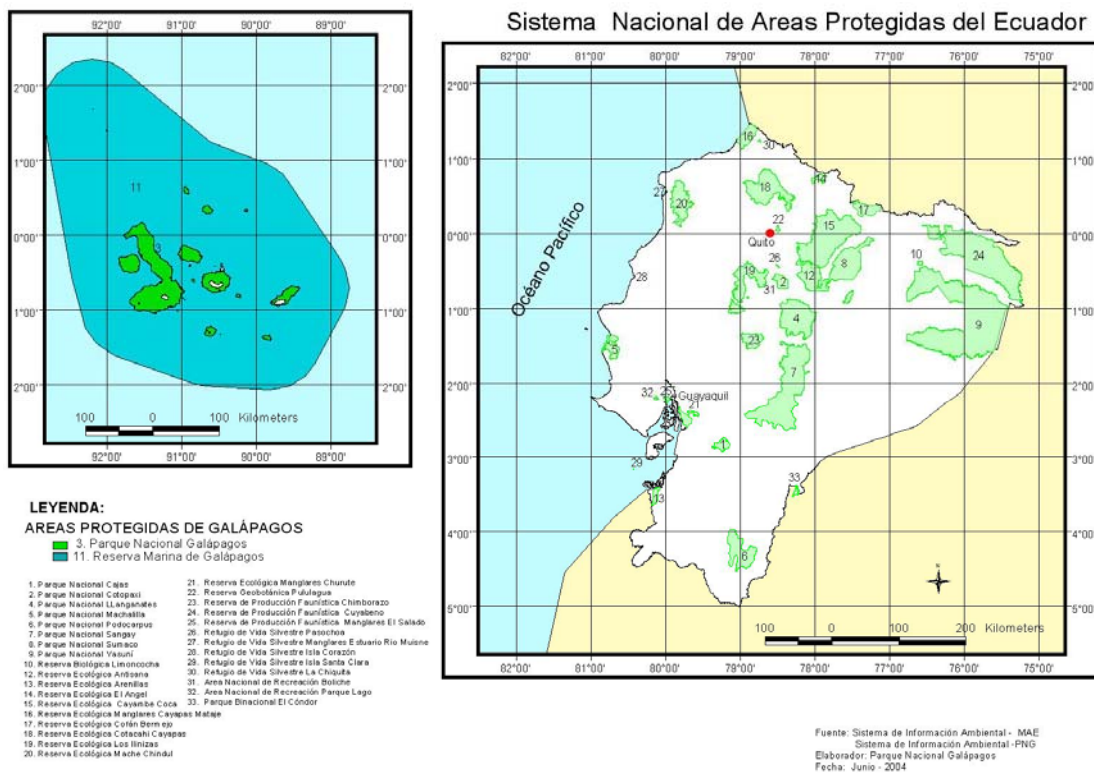 Sistema Nacional de Areas Protegidas del Ecuador
92°00' 91°00' 90°00' 89°00'
2°00'
1°00'
0°00'
1°00'
2°00'
11
3
100 0 100 Kilometers
92°00' 91°00' 90°00' 89°00'
82°00' 81°00' 80°00' 79°00' 78°00' 77°00' 76°00' 75°00'
2°00'
1°00'
0°00'
1°00'
2°00'
3°00'
4°00'
5°00'
Océano Pacífico
16
30
27
20
18
14
17
22
15
Quito
28
26
19
2
31
12
8
10
24
4
9
5
23
7
32
25
Guayaquil
21
1
29
13
33
6
100 0 100 200 Kilometers
82°00' 81°00' 80°00' 79°00' 78°00' 77°00' 76°00' 75°00'
LEYENDA:
AREAS PROTEGIDAS DE GALÁPAGOS
3. Parque Nacional Galápagos
11. Reserva Marina de Galápagos
1. Parque Nacional Cajas
2. Parque Nacional Cotopaxi
4. Parque Nacional LLanganates
5. Parque Nacional Machalilla
6. Parque Nacional Podocarpus
7. Parque Nacional Sangay
8. Parque Nacional Sumaco
9. Parque Nacional Yasuní
10. Reserva Biológica Limoncocha
12. Reserva Ecológica Antisana
13. Reserva Ecológica Arenillas
14. Reserva Ecológica El Angel
15. Reserva Ecológica Cayambe Coca
16. Reserva Ecológica Manglares Cayapas Mataje
17. Reserva Ecológica Cofán Bermejo
18. Reserva Ecológica Cotacahi Cayapas
19. Reserva Ecológica Los Ilinizas
20. Reserva Ecológica Mache Chindul
21. Reserva Ecológica Manglares Churute
22. Reserva Geobotánica Pululagua
23. Reserva de Producción Faunística Chimborazo
24. Reserva de Producción Faunística Cuyabeno
25. Reserva de Producción Faunística Manglares El Salado
26. Refugio de Vida Silvestre Pasochoa
27. Refugio de Vida Silvestre Manglares Estuario Río Muisne
28. Refugio de Vida Silvestre Isla Corazón
29. Refugio de Vida Silvestre Isla Santa Clara
30. Refugio de Vida Silvestre La Chiquita
31. Area Nacional de Recreación Boliche
32. Area Nacional de Recreación Parque Lago
33. Parque Binacional El Cóndor
Fuente: Sistema de Información Ambiental - MAE
Sistema de Información Ambiental -PNG
Elaborador: Parque Nacional Galápagos
Fecha: Junio - 2004